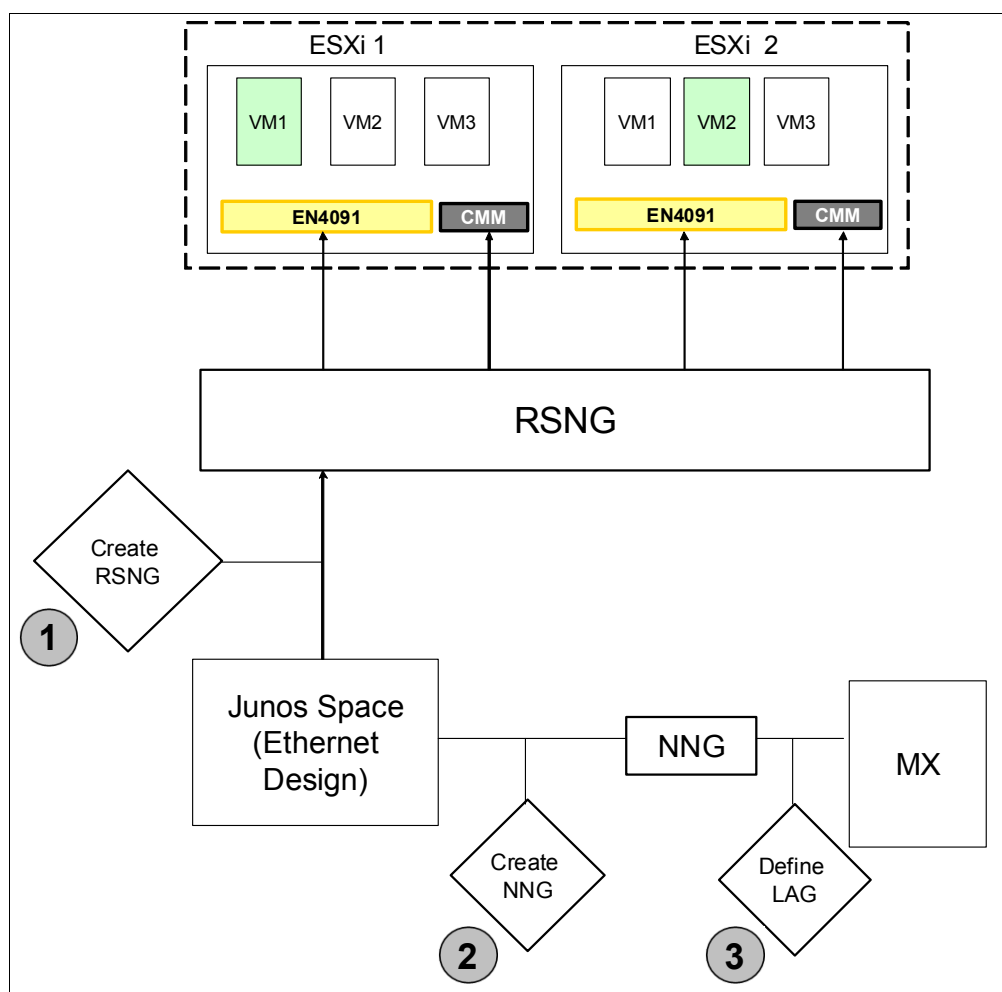 ESXi 1
ESXi 2
VM1
VM2
VM3
VM1
VM2
VM3
EN4091
CMM
EN4091
CMM
RSNG
Create
RSNG
1
Junos Space
(Ethernet
Design)
NNG
MX
Create
NNG
2
Define
LAG
3